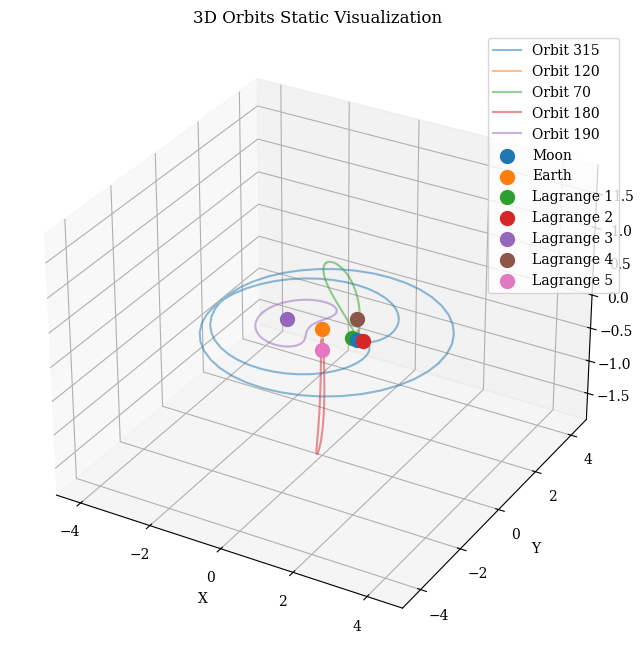 3D Orbits Static Visualization
Orbit 315
Orbit 120
Orbit 70
Orbit 180
Orbit 190
Moon
Earth
Lagrange 1
Lagrange 2
Lagrange 3
Lagrange 4
Lagrange 5
1.5
1.0
0.5
0.0
−0.5
−1.0
−1.5
−4
−2
0
2
4
X
−4
−2
0
2
4
Y